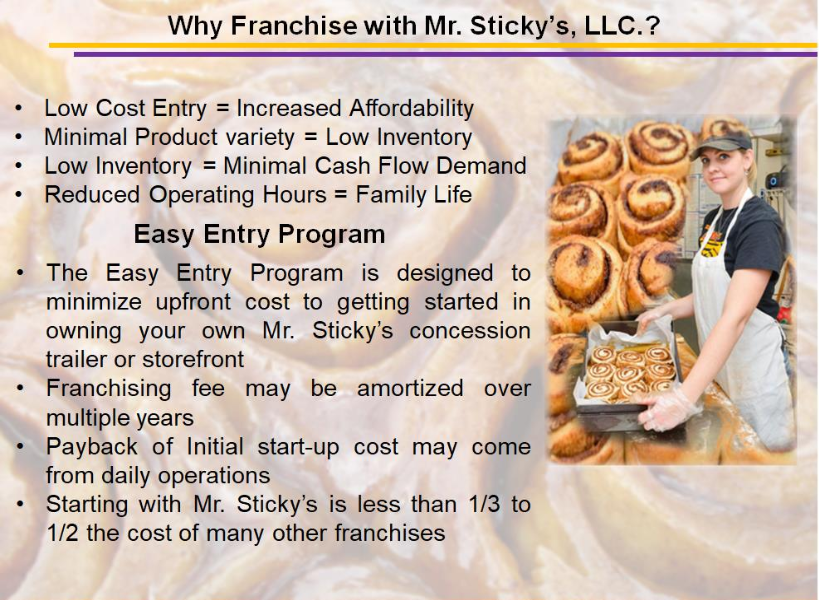 Why Franchise with Mr. Sticky's, LLC.?
• Low Cost Entry = Increased Affordability
• Minimal Product variety = Low Inventory
• Low Inventory = Minimal Cash Flow Demand
• Reduced Operating Hours = Family Life
Easy Entry Program
• The Easy Entry Program is designed to
minimize upfront cost to getting started in
owning your own Mr. Sticky's concession
trailer or storefront
• Franchising fee may be amortized over
multiple years
• Payback of Initial start-up cost may come
from daily operations
• Starting with Mr. Sticky's is less than 1/3 to
1/2 the cost of many other franchises